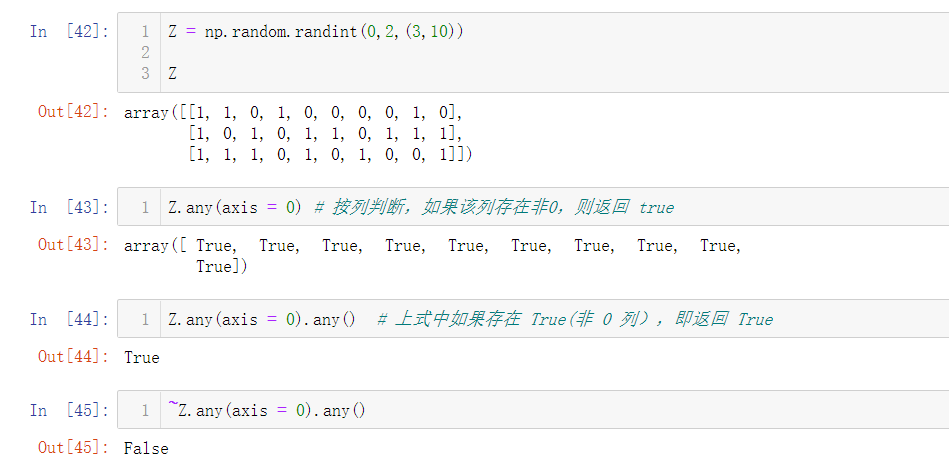 In [42]:
1 Z = np.random.randint(0,2,(3,10))
2
3 Z
Out[42]: array([[1, 1, 0, 1, 0, 0, 0, 0, 1, 0],
[1, 0, 1, 0, 1, 1, 0, 1, 1, 1],
[1, 1, 1, 0, 1, 0, 1, 0, 0, 1]])
In [43]: 1 Z.any(axis = 0) # 按列判断，如果该列存在非0，则返回 true
Out[43]: array([ True, True, True, True, True, True, True, True, True,
True])
In [44]: 1 Z.any(axis = 0).any() # 上式中如果存在 True(非 0 列），即返回 True
Out[44]: True
In [45]: 1 ~Z.any(axis = 0).any()
Out[45]: False